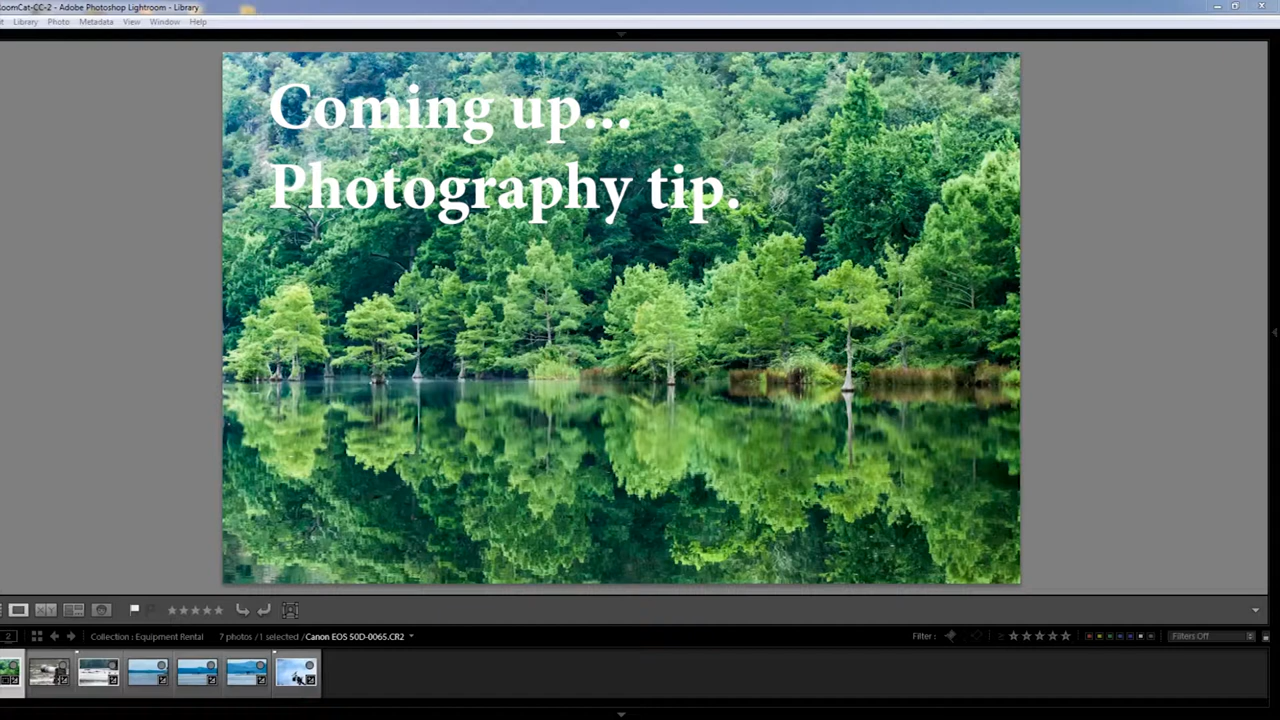 oomCat-CC-2 - Adobe Photoshop Lightroom - Library
Library Photo Metadata View Window Help
Coming up...
Photography tip.
2 Collection : Equipment Rental 7 photos / 1 selected / Canon EOS 50D-0065.CR2 Filter : Filters Off